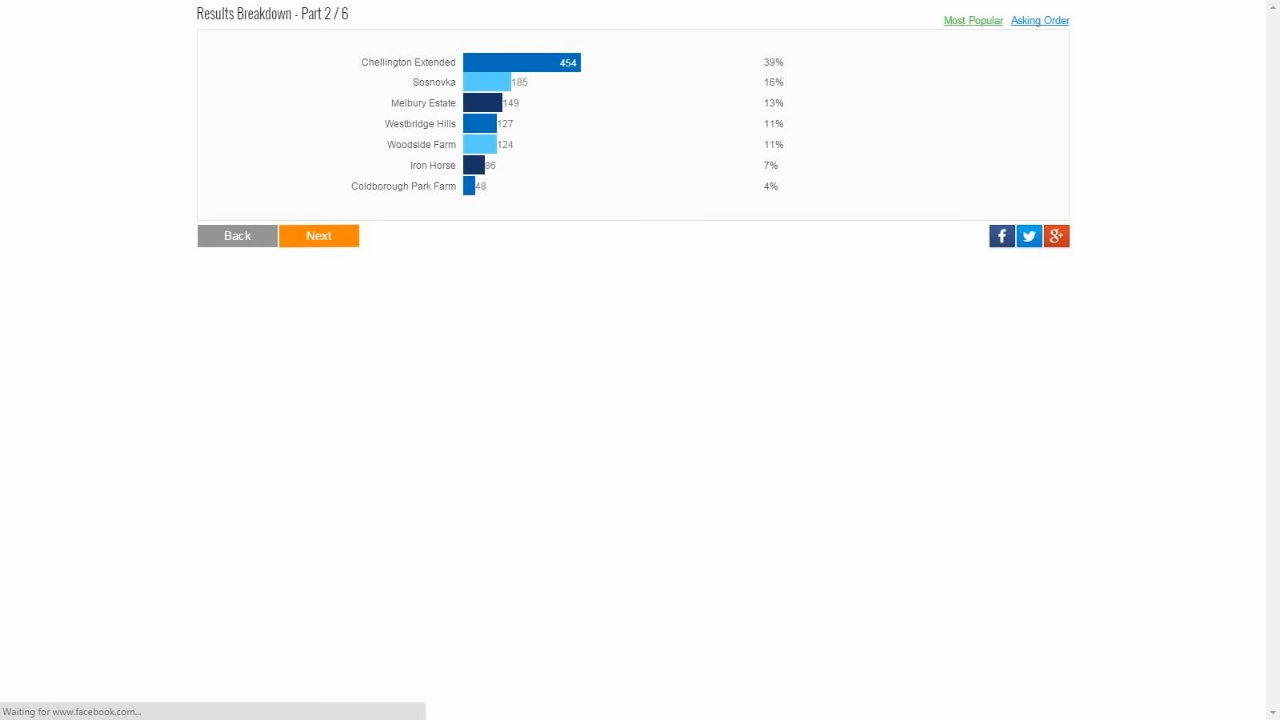 Results Breakdown - Part 2 / 6
Most Popular Asking Order
Chellington Extended 454 39%
Sosnovka 185 16%
Melbury Estate 149 13%
Westbridge Hills 127 11%
Woodside Farm 124 11%
Iron Horse 86 7%
Coldborough Park Farm 48 4%
Back Next
Waiting for www.facebook.com...